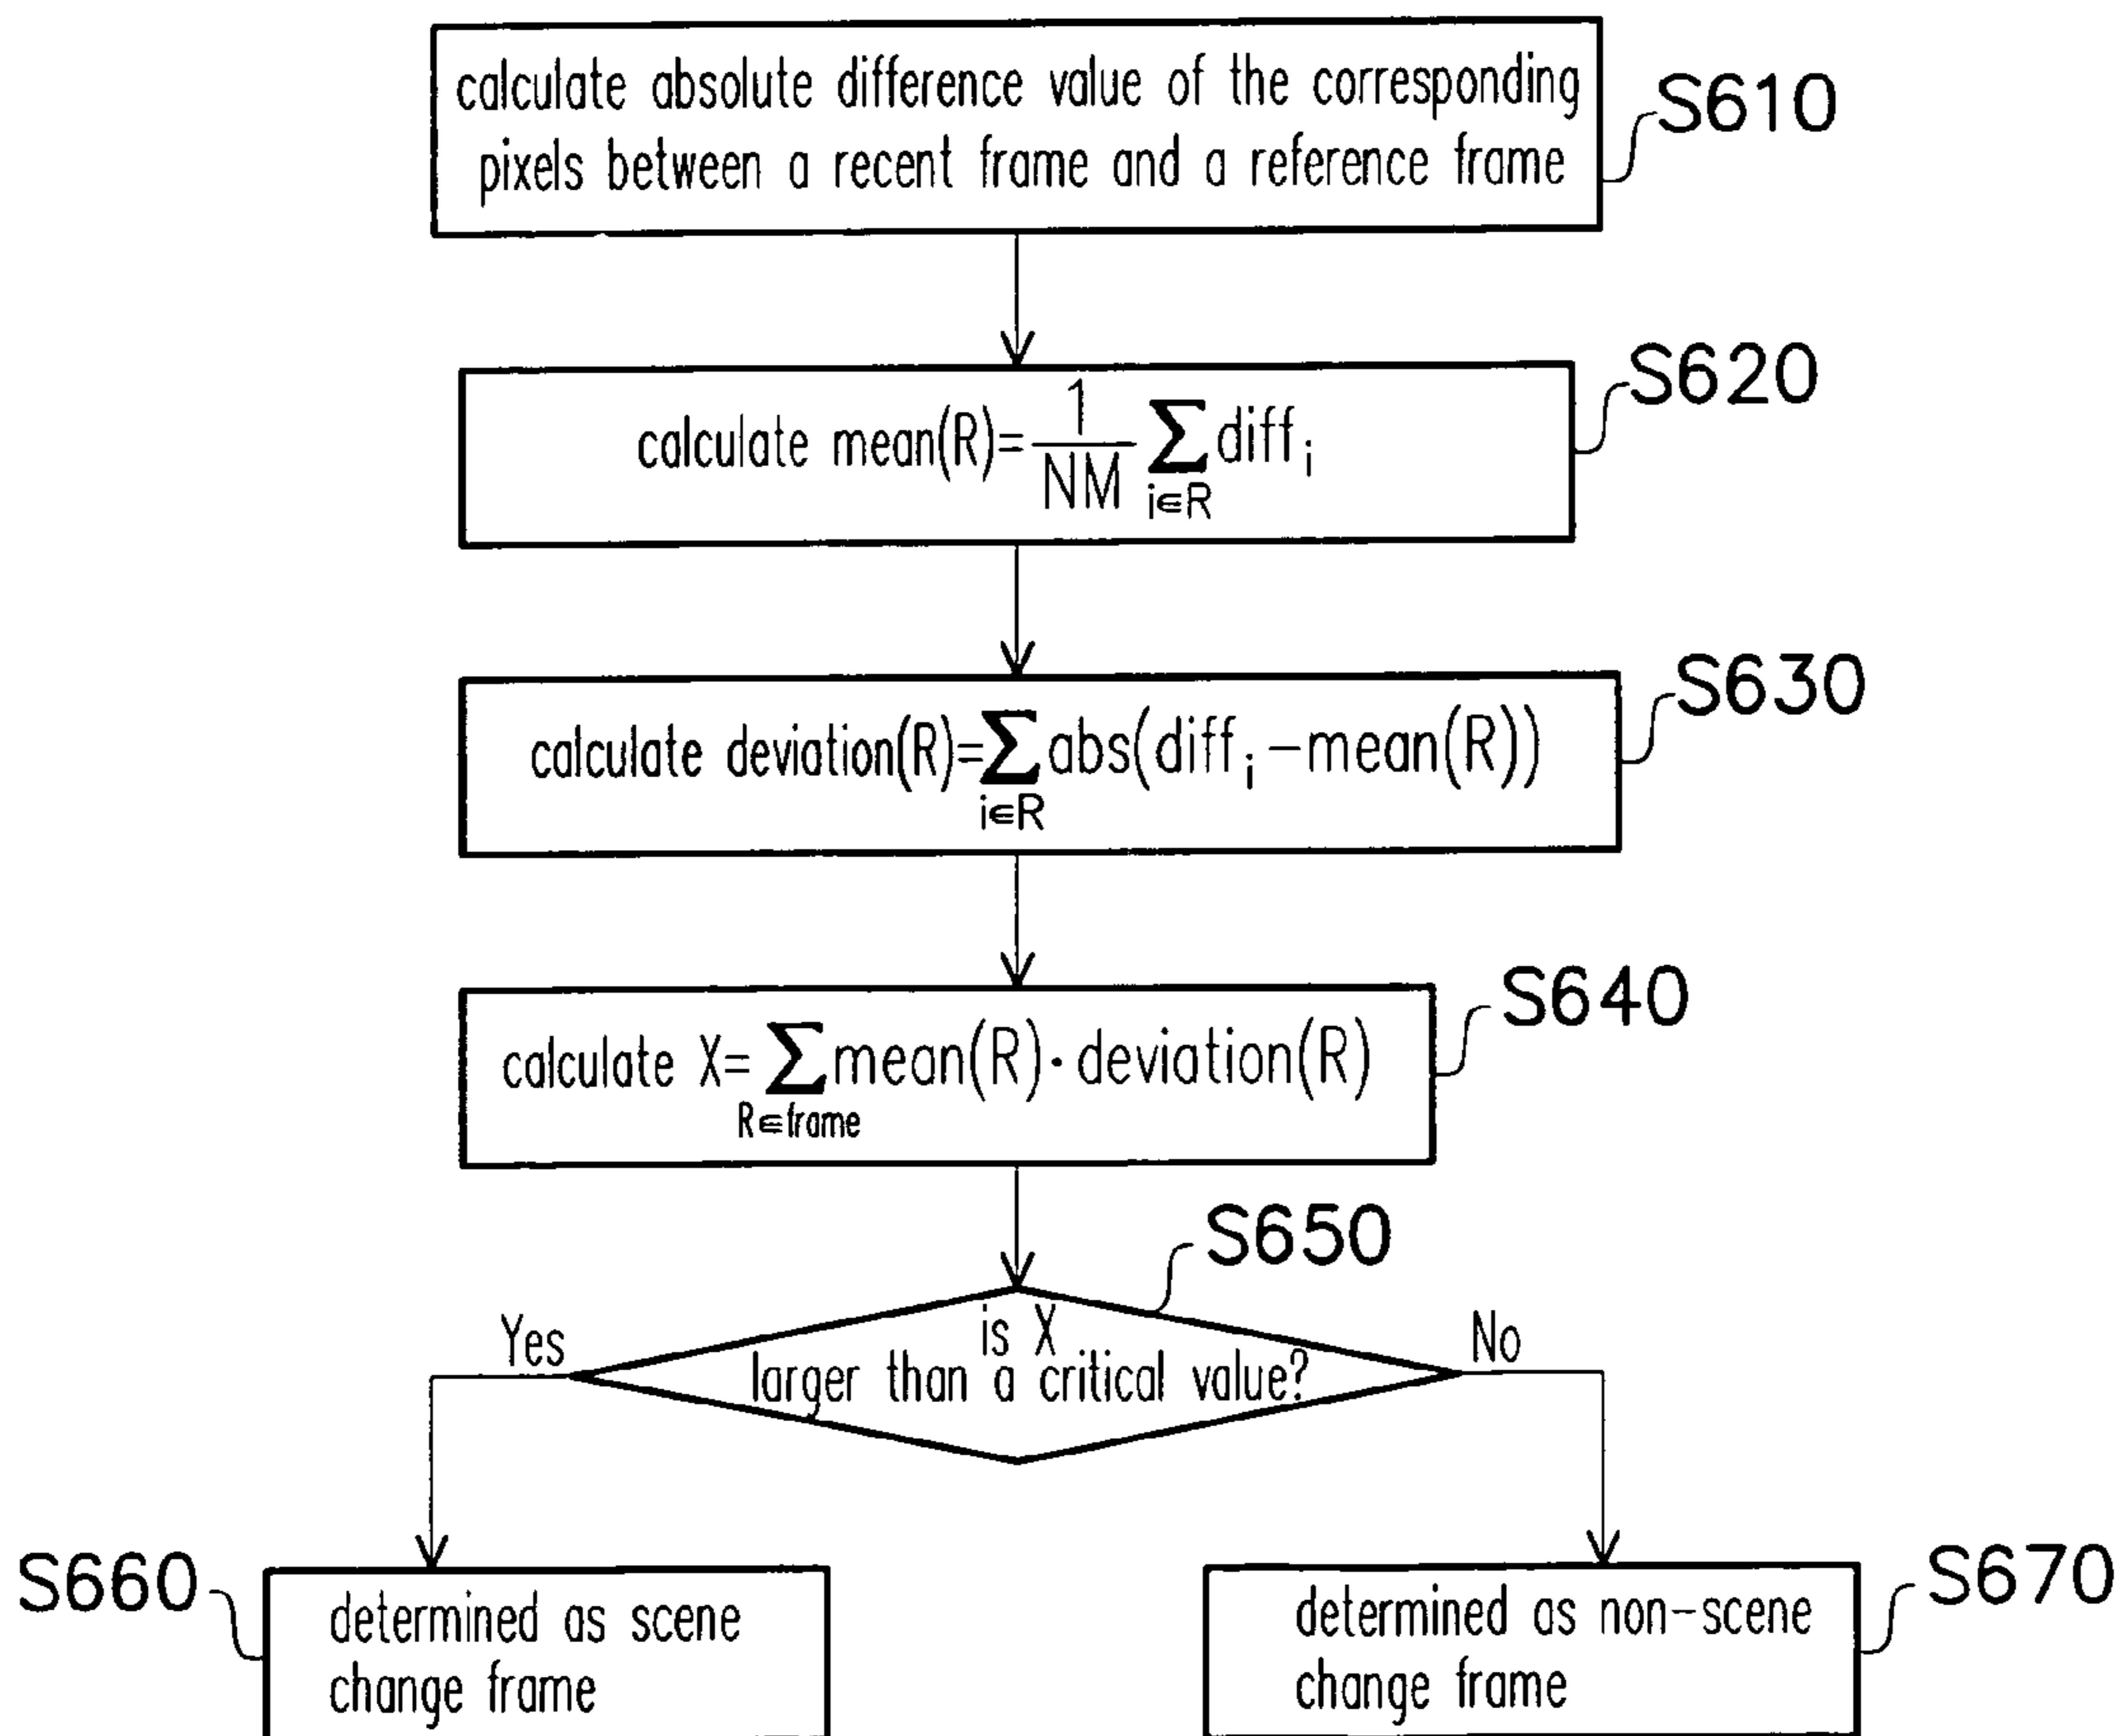 calculate absolute difference value of the corresponding
pixels between a recent frame and a reference frame
S610
calculate mean(R)=1/NM ∑i∈R diff i
S620
calculate deviation(R)=∑i∈R abs(diff i −mean(R))
S630
calculate X=∑R∈frame mean(R)·deviation(R)
S640
S650
is X
larger than a critical value?
Yes
No
S660
determined as scene
change frame
determined as non-scene
change frame
S670